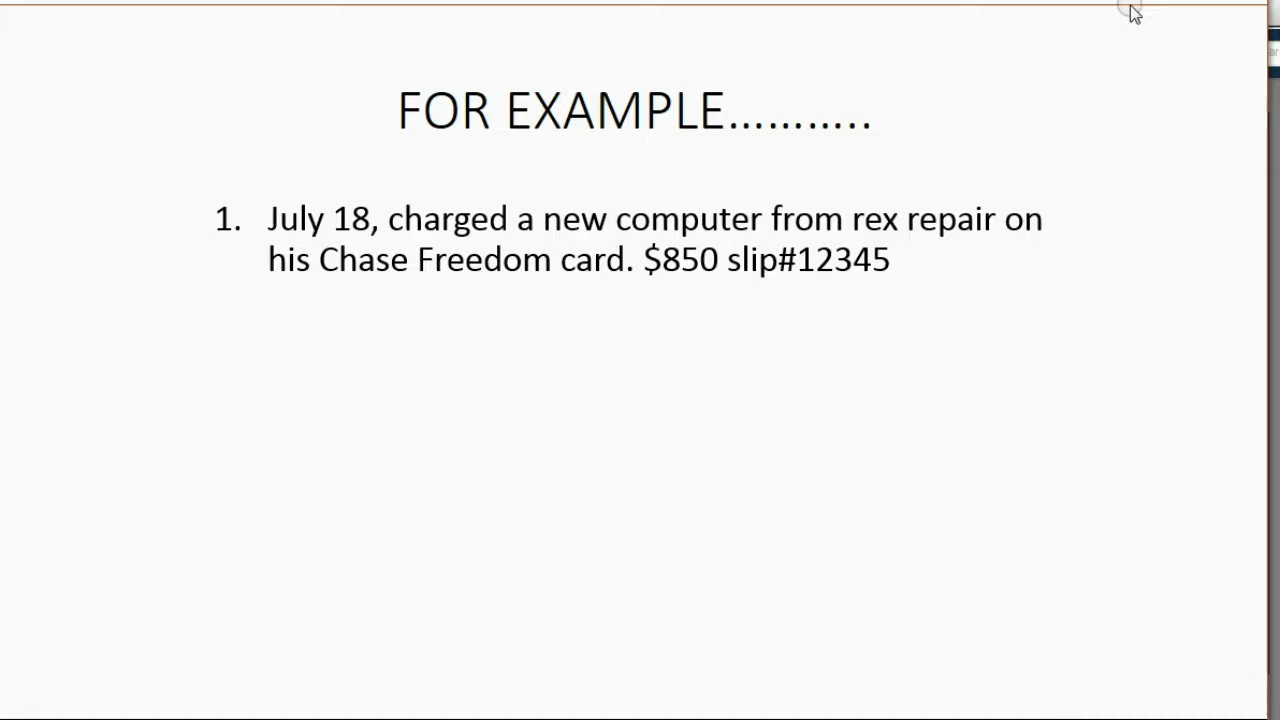 FOR EXAMPLE………..
1. July 18, charged a new computer from rex repair on
his Chase Freedom card. $850 slip#12345